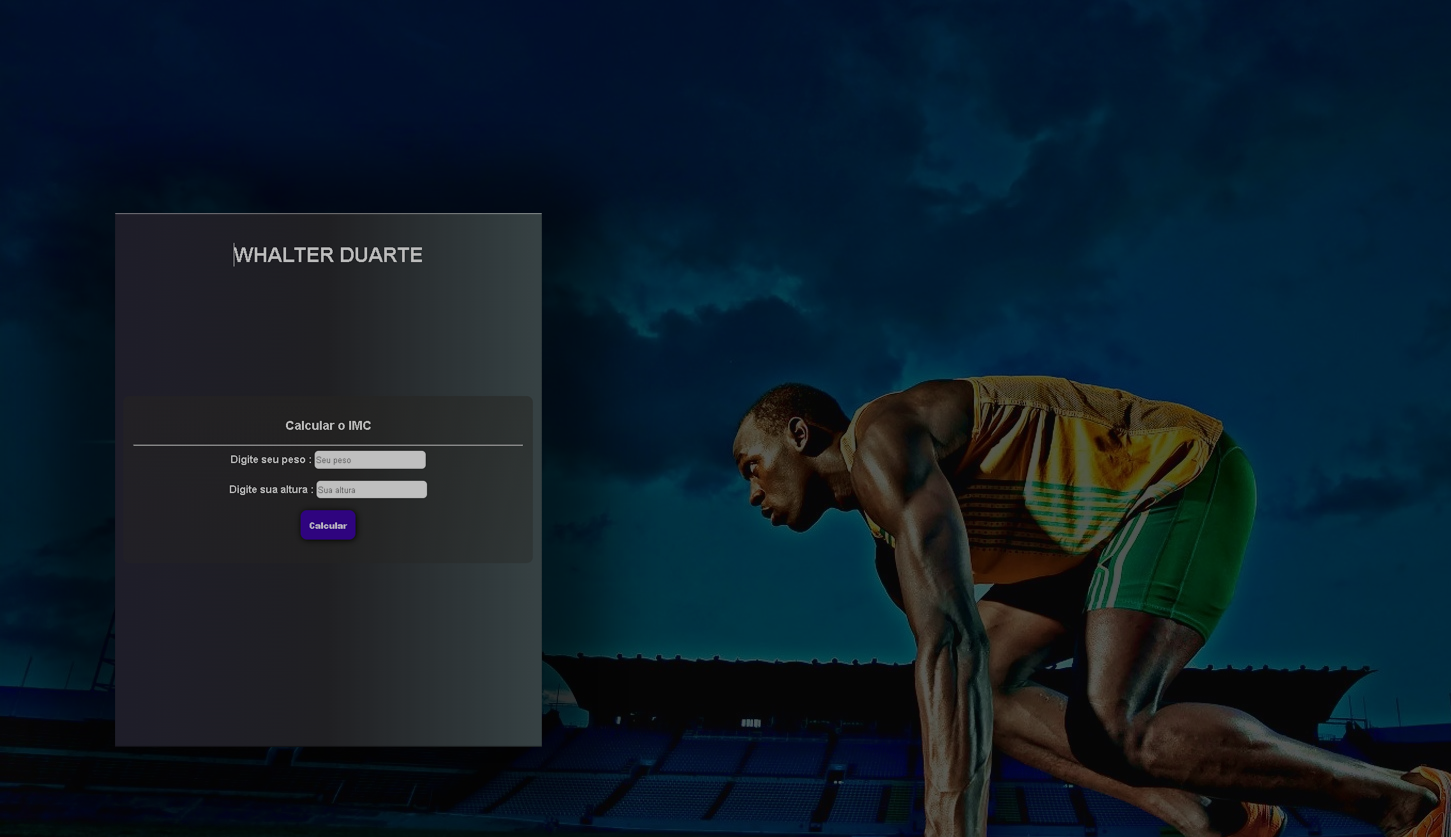 WHALTER DUARTE
Calcular o IMC
Digite seu peso : Seu peso
Digite sua altura : Sua altura
Calcular